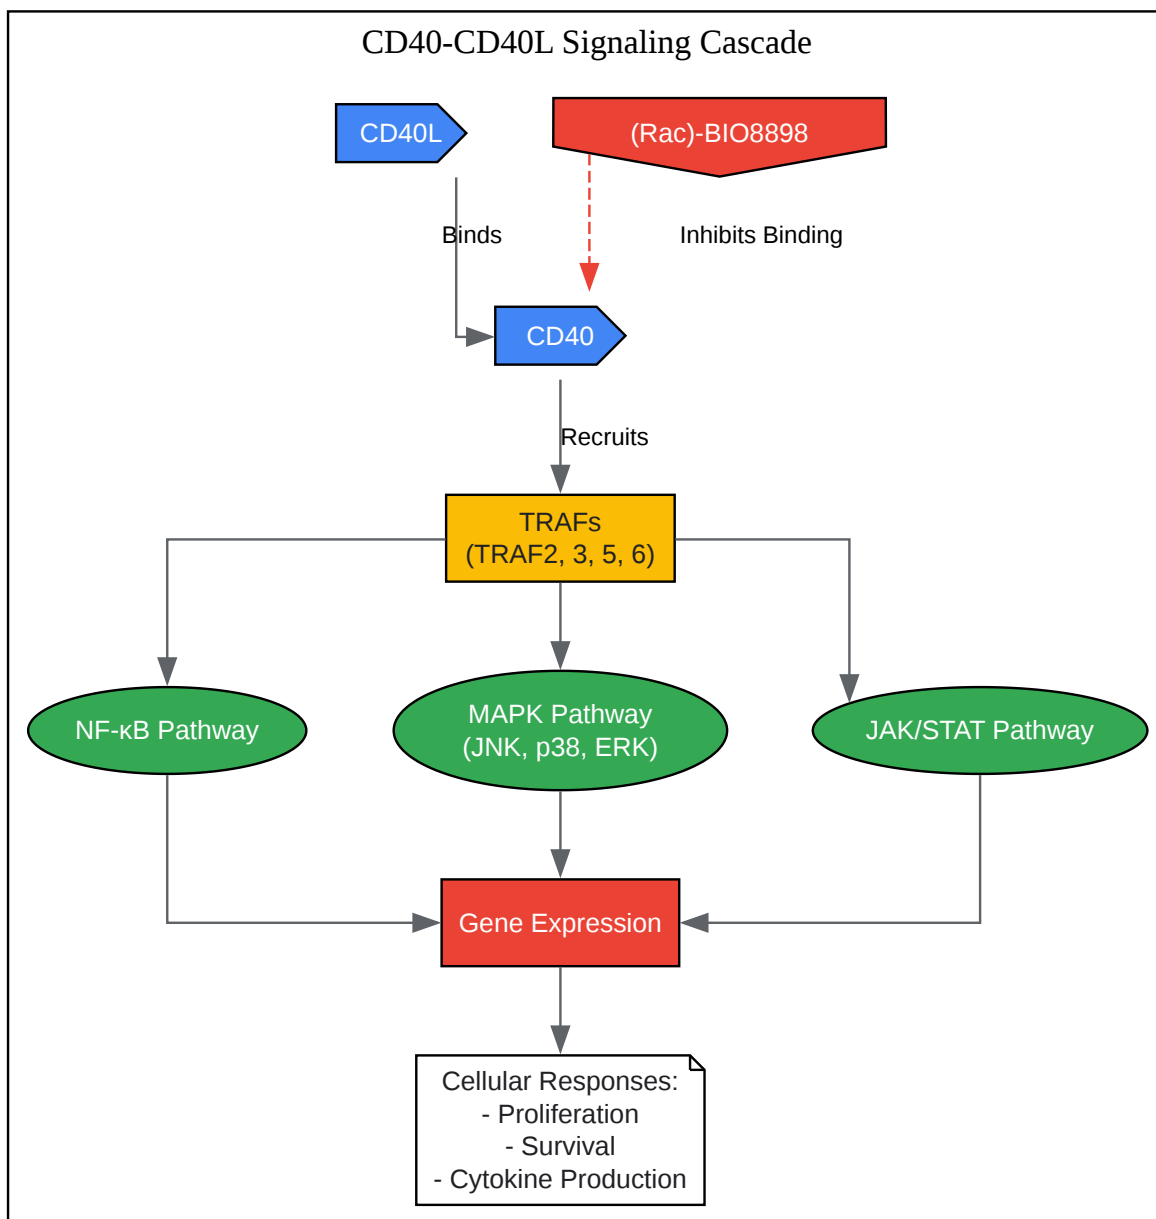 CD40-CD40L Signaling Cascade
CD40L
(Rac)-BIO8898
Binds
Inhibits Binding
CD40
Recruits
TRAFs
(TRAF2, 3, 5, 6)
NF-κB Pathway
MAPK Pathway
(JNK, p38, ERK)
JAK/STAT Pathway
Gene Expression
Cellular Responses:
- Proliferation
- Survival
- Cytokine Production